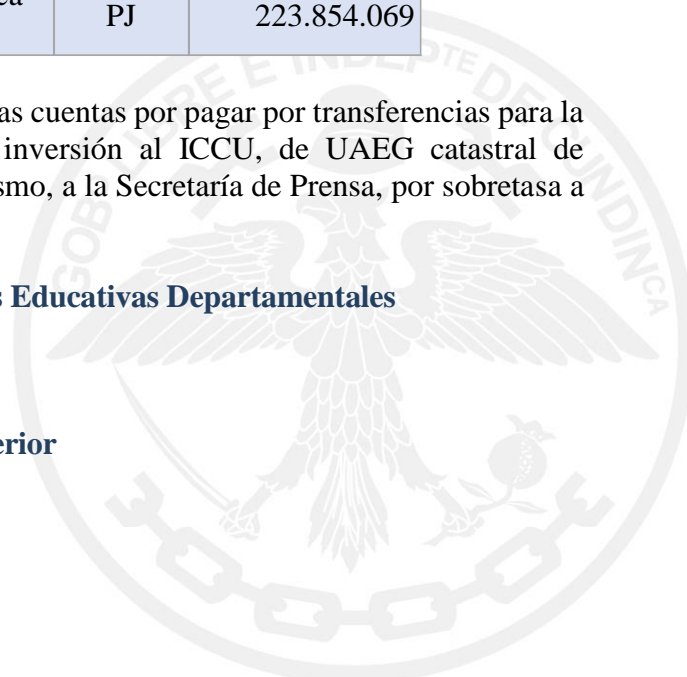 PJ 223.854.069
as cuentas por pagar por transferencias para la
inversión al ICCU, de UAEG catastral de
smo, a la Secretaría de Prensa, por sobretasa a
s Educativas Departamentales
erior